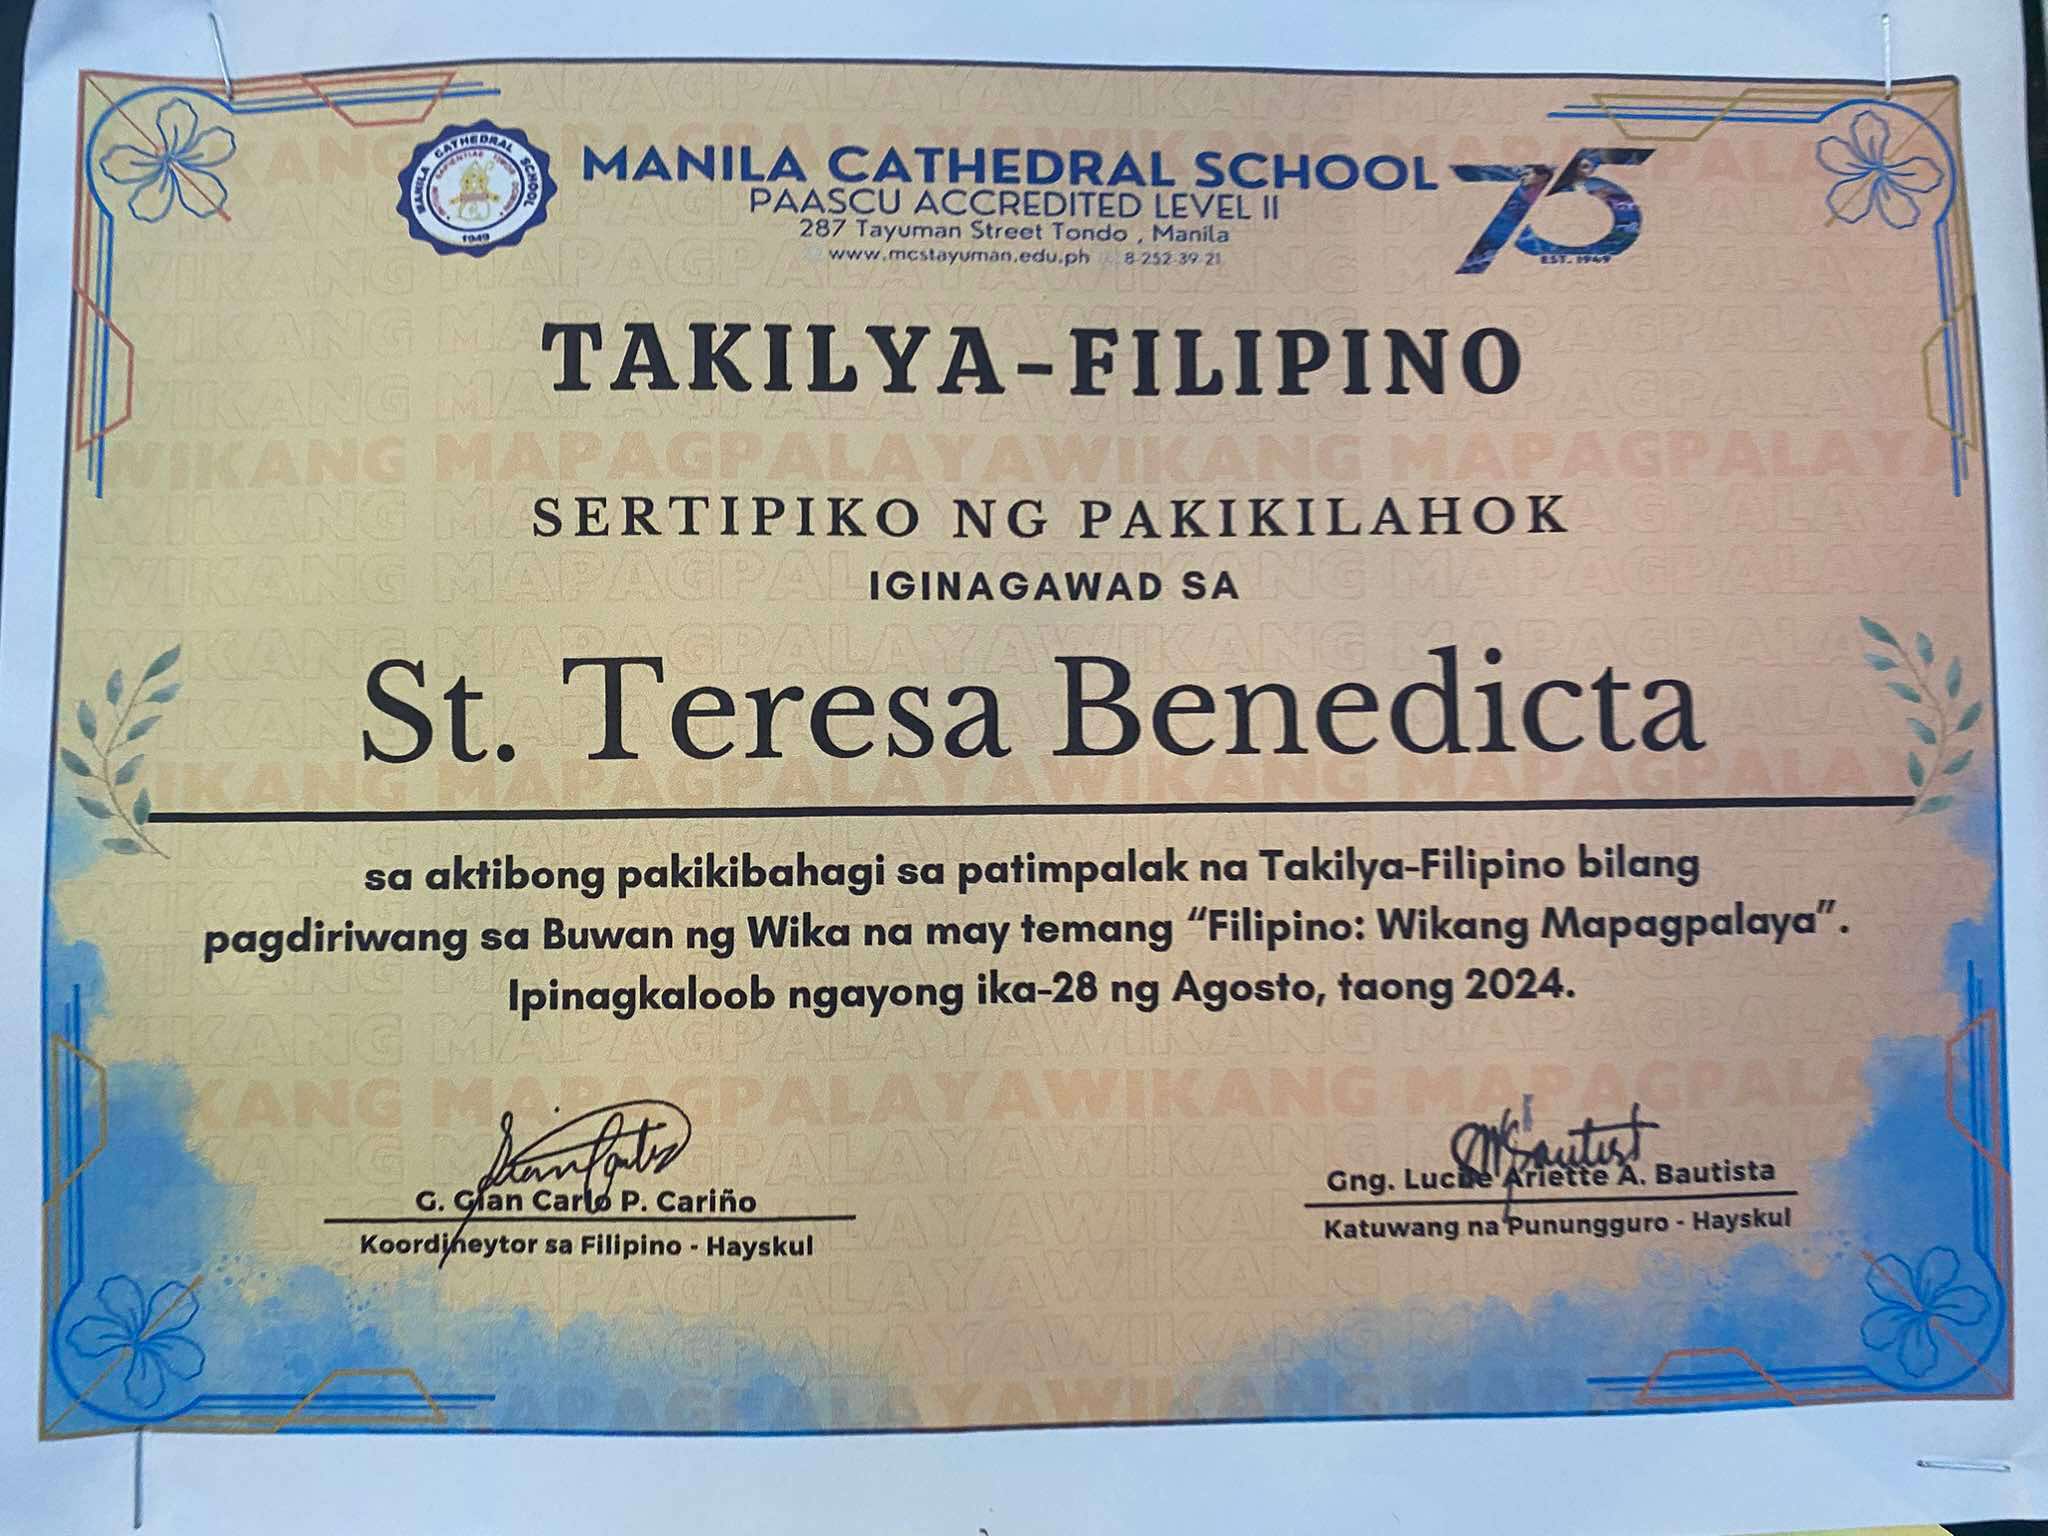 MANILA CATHEDRAL SCHOOL
1949
MANILA CATHEDRAL SCHOOL
75
EST. 1949
PAASCU ACCREDITED LEVEL II
287 Tayuman Street Tondo , Manila
www.mcstayuman.edu.ph 8-252-39-21
TAKILYA-FILIPINO
WIKANG MAPAGPALAYAWIKANG MAPAGPALAYA
SERTIPIKO NG PAKIKILAHOK
IGINAGAWAD SA
St. Teresa Benedicta
sa aktibong pakikibahagi sa patimpalak na Takilya-Filipino bilang
pagdiriwang sa Buwan ng Wika na may temang “Filipino: Wikang Mapagpalaya”.
Ipinagkaloob ngayong ika-28 ng Agosto, taong 2024.
G. Gian Carlo P. Cariño
Koordineytor sa Filipino - Hayskul
Gng. Lucile Ariette A. Bautista
Katuwang na Punungguro - Hayskul